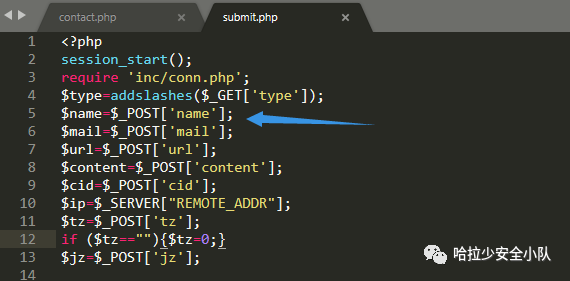 contact.php × submit.php ×
1 <?php
2 session_start();
3 require 'inc/conn.php';
4 $type=addslashes($_GET['type']);
5 $name=$_POST['name'];
6 $mail=$_POST['mail'];
7 $url=$_POST['url'];
8 $content=$_POST['content'];
9 $cid=$_POST['cid'];
10 $ip=$_SERVER["REMOTE_ADDR"];
11 $tz=$_POST['tz'];
12 if ($tz==""){$tz=0;}
13 $jz=$_POST['jz'];
14
哈拉少安全小队